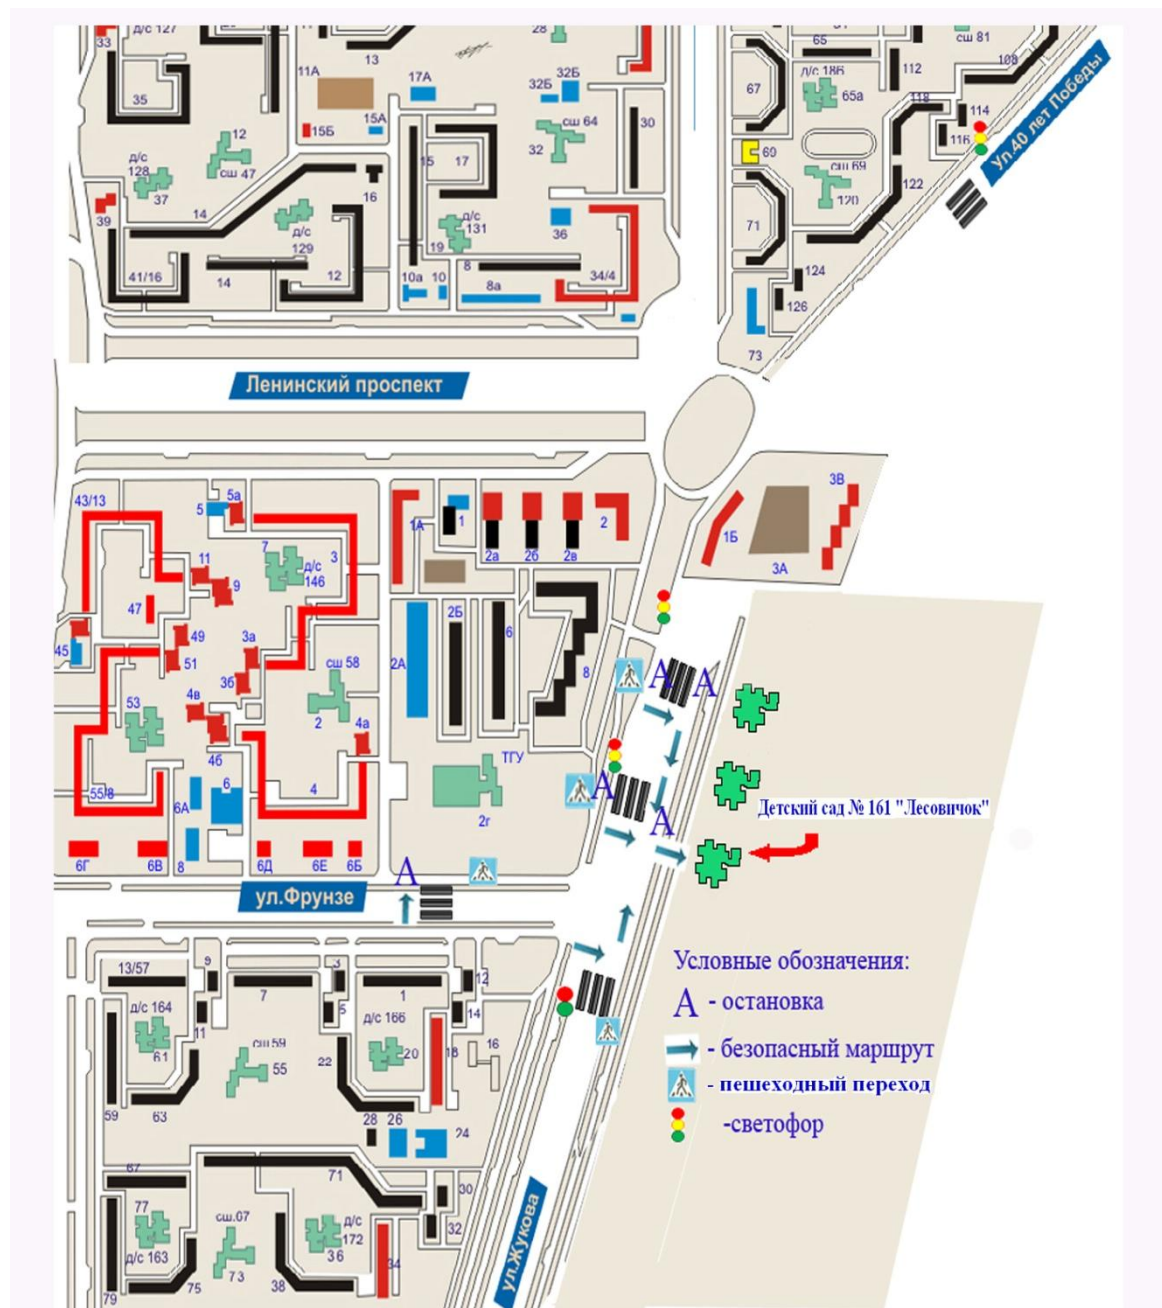 33
д/с 127
13
28
65
сш 81
108
35
11А
17А
32Б
32Б
67
д/с 18Б
65а
112
118
114
116
Ул.40 лет Победы
15Б
15А
сш 64
30
32
12
сш 47
д/с
128
37
15
17
69
сш 69
120
122
16
39
14
д/с
129
19
д/с
131
36
71
41/16
14
12
10а
10
8
8а
34/4
124
126
73
Ленинский проспект
43/13
5а
5
7
д/с
146
3
1А
1
2а
2б
2в
2
1Б
3А
3В
11
9
47
49
51
45
3а
3б
сш 58
2
2А
2Б
6
8
А
А
53
4в
4б
4а
4
55/8
6А
6
8
ТГУ
2г
А
А
Детский сад № 161 "Лесовичок"
6Г
6В
6Д
6Е
6Б
А
ул.Фрунзе
13/57
9
7
3
5
1
12
14
д/с 164
61
11
сш 59
55
22
д/с 166
20
18
16
59
63
28
26
24
Условные обозначения:
А - остановка
- безопасный маршрут
- пешеходный переход
-светофор
67
71
30
32
77
д/с 163
сш.67
73
д/с
172
36
34
79
75
38
ул.Жукова